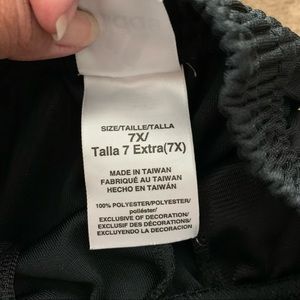 SIZE/TAILLE/TALLA
7X/
Talla 7 Extra(7X)
MADE IN TAIWAN
FABRIQUÉ AU TAIWAN
HECHO EN TAIWÁN
100% POLYESTER/POLYESTER/
poliéster/
EXCLUSIVE OF DECORATION/
EXCLUSIF DES DÉCORATIONS/
EXCLUYENDO LA DECORACION